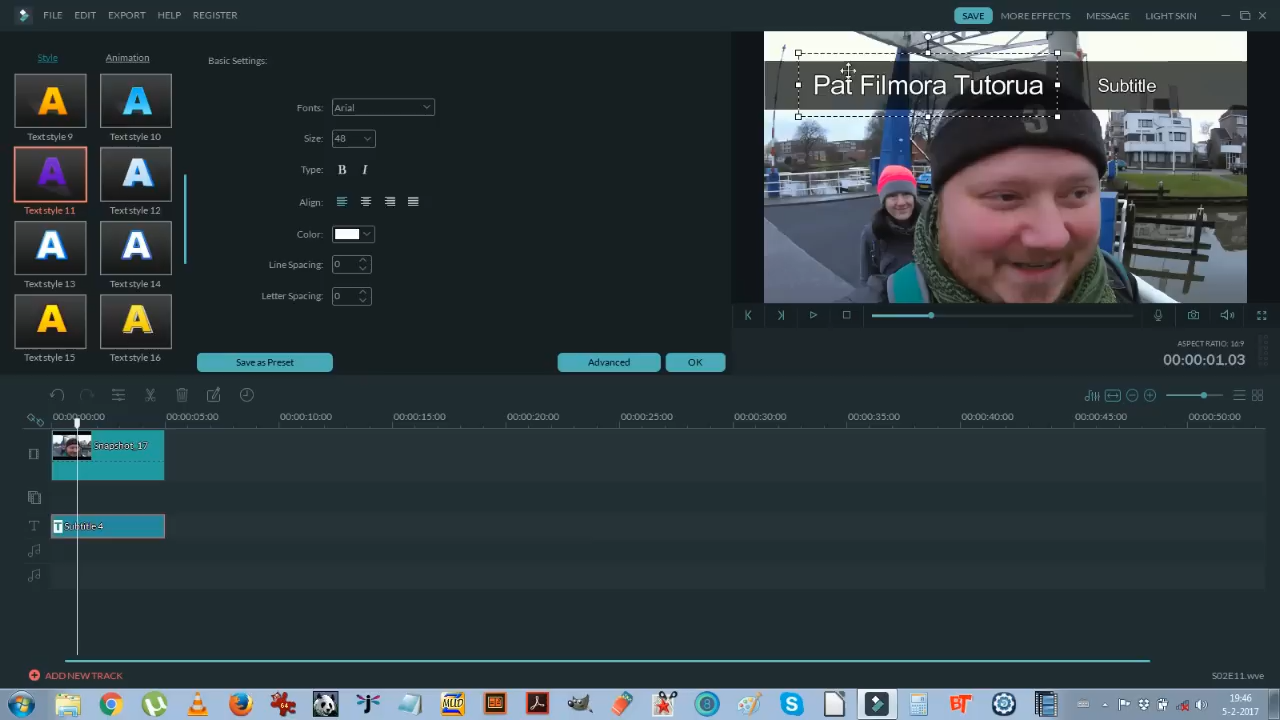 FILE EDIT EXPORT HELP REGISTER SAVE MORE EFFECTS MESSAGE LIGHT SKIN
Style Animation Basic Settings:
Text style 9 Text style 10
Text style 11 Text style 12
Text style 13 Text style 14
Text style 15 Text style 16
Fonts: Arial
Size: 48
Type: B I
Align:
Color:
Line Spacing: 0
Letter Spacing: 0
Save as Preset Advanced OK
Pat Filmora Tutorua Subtitle
3
ASPECT RATIO: 16:9
00:00:01.03
00:00:00:00 00:00:05:00 00:00:10:00 00:00:15:00 00:00:20:00 00:00:25:00 00:00:30:00 00:00:35:00 00:00:40:00 00:00:45:00 00:00:50:00
snapshot 17
T Subtitle 4
ADD NEW TRACK S02E11.wve
19:46
5-2-2017